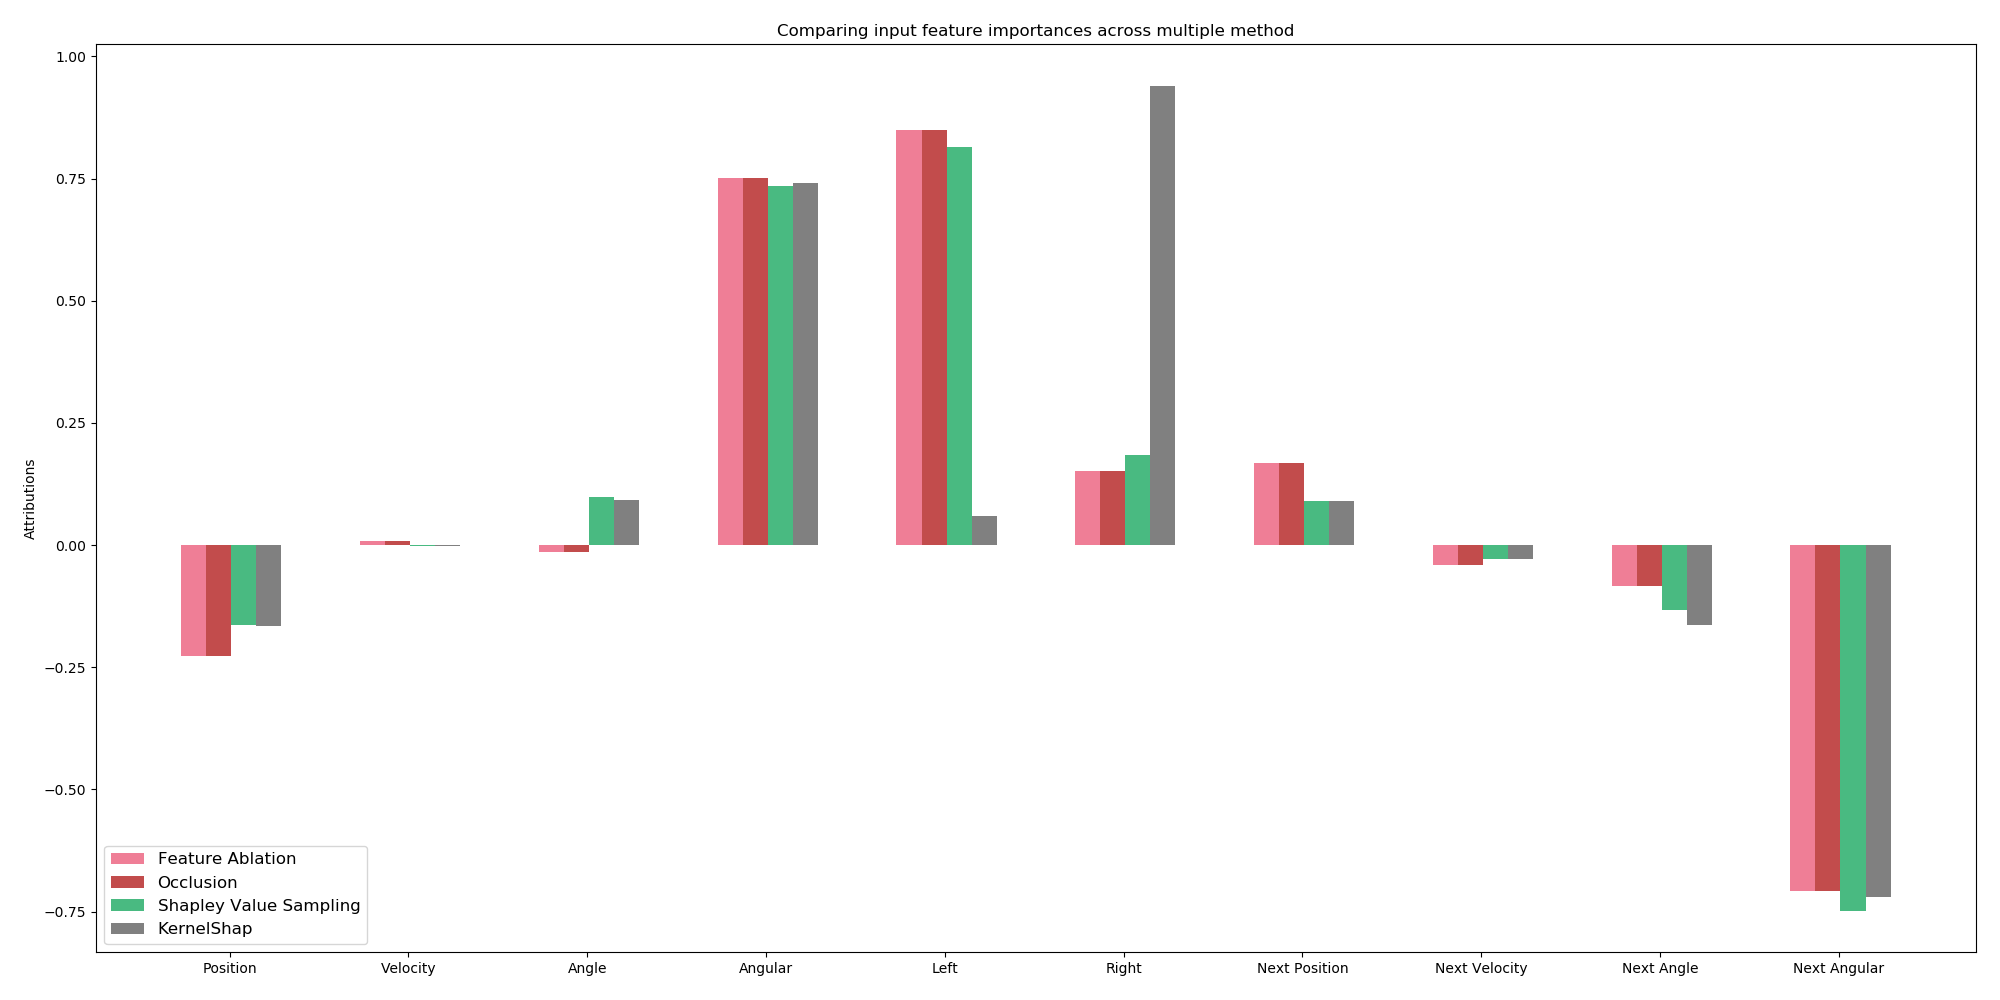 Comparing input feature importances across multiple method
1.00
0.75
0.50
0.25
0.00
−0.25
−0.50
−0.75
Attributions
Feature Ablation
Occlusion
Shapley Value Sampling
KernelShap
Position Velocity Angle Angular Left Right Next Position Next Velocity Next Angle Next Angular